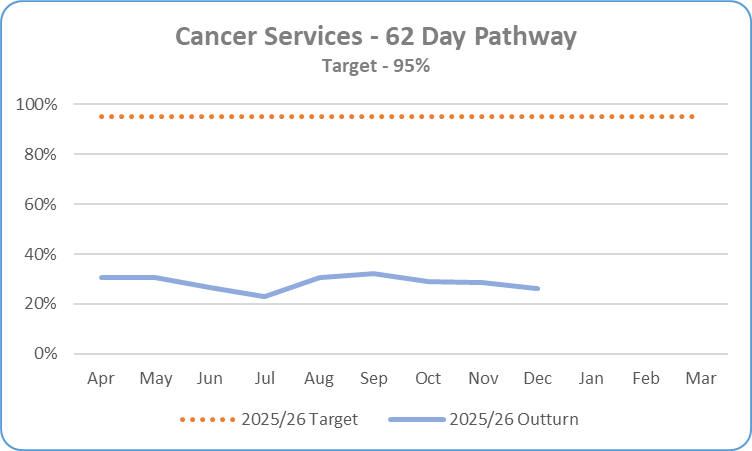 Cancer Services - 62 Day Pathway
Target - 95%
100%
80%
60%
40%
20%
0%
Apr May Jun Jul Aug Sep Oct Nov Dec Jan Feb Mar
2025/26 Target 2025/26 Outturn